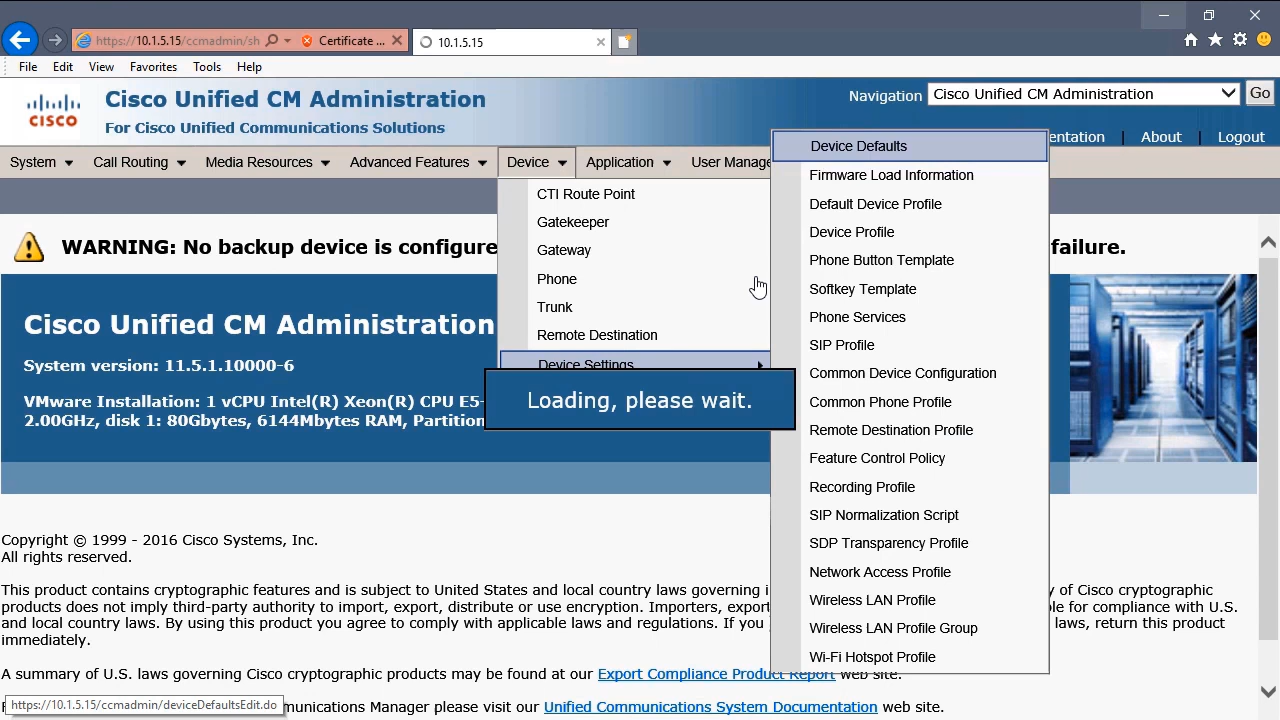 https://10.1.5.15/ccmadmin/sh
Certificate ...
10.1.5.15
File Edit View Favorites Tools Help
CISCO
Cisco Unified CM Administration
For Cisco Unified Communications Solutions
Navigation Cisco Unified CM Administration Go
entation About Logout
System Call Routing Media Resources Advanced Features Device Application User Manage
CTI Route Point
Gatekeeper
Gateway
Phone
Trunk
Remote Destination
Device Settings
Device Defaults
Firmware Load Information
Default Device Profile
Device Profile
Phone Button Template
Softkey Template
Phone Services
SIP Profile
Common Device Configuration
Common Phone Profile
Remote Destination Profile
Feature Control Policy
Recording Profile
SIP Normalization Script
SDP Transparency Profile
Network Access Profile
Wireless LAN Profile
Wireless LAN Profile Group
Wi-Fi Hotspot Profile
WARNING: No backup device is configure failure.
Cisco Unified CM Administration
System version: 11.5.1.10000-6
VMware Installation: 1 vCPU Intel(R) Xeon(R) CPU E5-
2.00GHz, disk 1: 80Gbytes, 6144Mbytes RAM, Partition
Loading, please wait.
Copyright © 1999 - 2016 Cisco Systems, Inc.
All rights reserved.
This product contains cryptographic features and is subject to United States and local country laws governing i y of Cisco cryptographic
products does not imply third-party authority to import, export, distribute or use encryption. Importers, export le for compliance with U.S.
and local country laws. By using this product you agree to comply with applicable laws and regulations. If you laws, return this product
immediately.
A summary of U.S. laws governing Cisco cryptographic products may be found at our Export Compliance Product Report web site.
munications Manager please visit our Unified Communications System Documentation web site.
https://10.1.5.15/ccmadmin/deviceDefaultsEdit.do